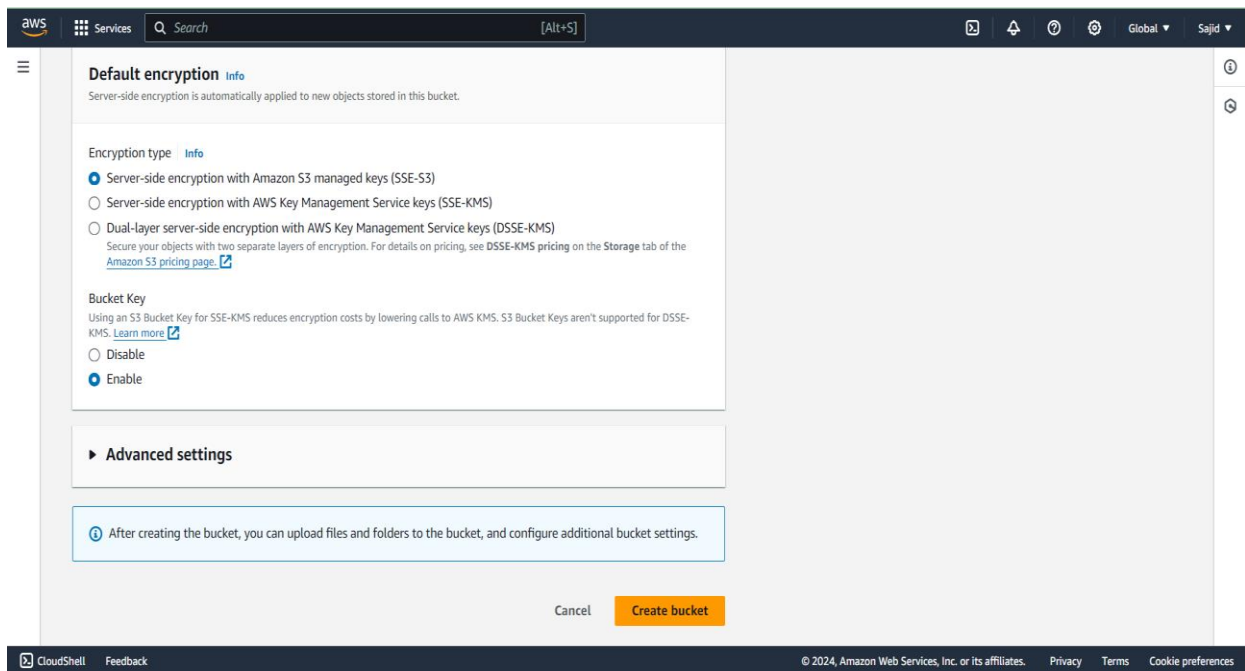 aws
Services
Search
[Alt+S]
Global
Sajid
Default encryption Info
Server-side encryption is automatically applied to new objects stored in this bucket.
Encryption type Info
Server-side encryption with Amazon S3 managed keys (SSE-S3)
Server-side encryption with AWS Key Management Service keys (SSE-KMS)
Dual-layer server-side encryption with AWS Key Management Service keys (DSSE-KMS)
Secure your objects with two separate layers of encryption. For details on pricing, see DSSE-KMS pricing on the Storage tab of the
Amazon S3 pricing page.
Bucket Key
Using an S3 Bucket Key for SSE-KMS reduces encryption costs by lowering calls to AWS KMS. S3 Bucket Keys aren't supported for DSSE-
KMS. Learn more
Disable
Enable
Advanced settings
After creating the bucket, you can upload files and folders to the bucket, and configure additional bucket settings.
Cancel
Create bucket
CloudShell
Feedback
© 2024, Amazon Web Services, Inc. or its affiliates.
Privacy
Terms
Cookie preferences